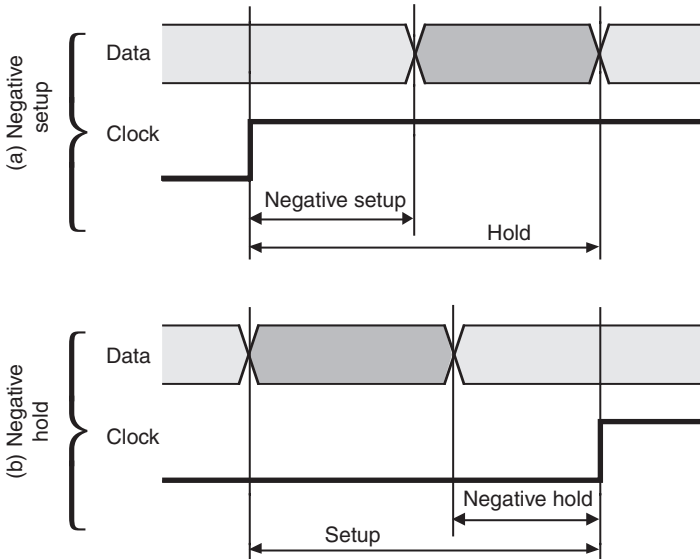 (a) Negative
setup
Data
Clock
Negative setup
Hold
(b) Negative
hold
Data
Clock
Negative hold
Setup